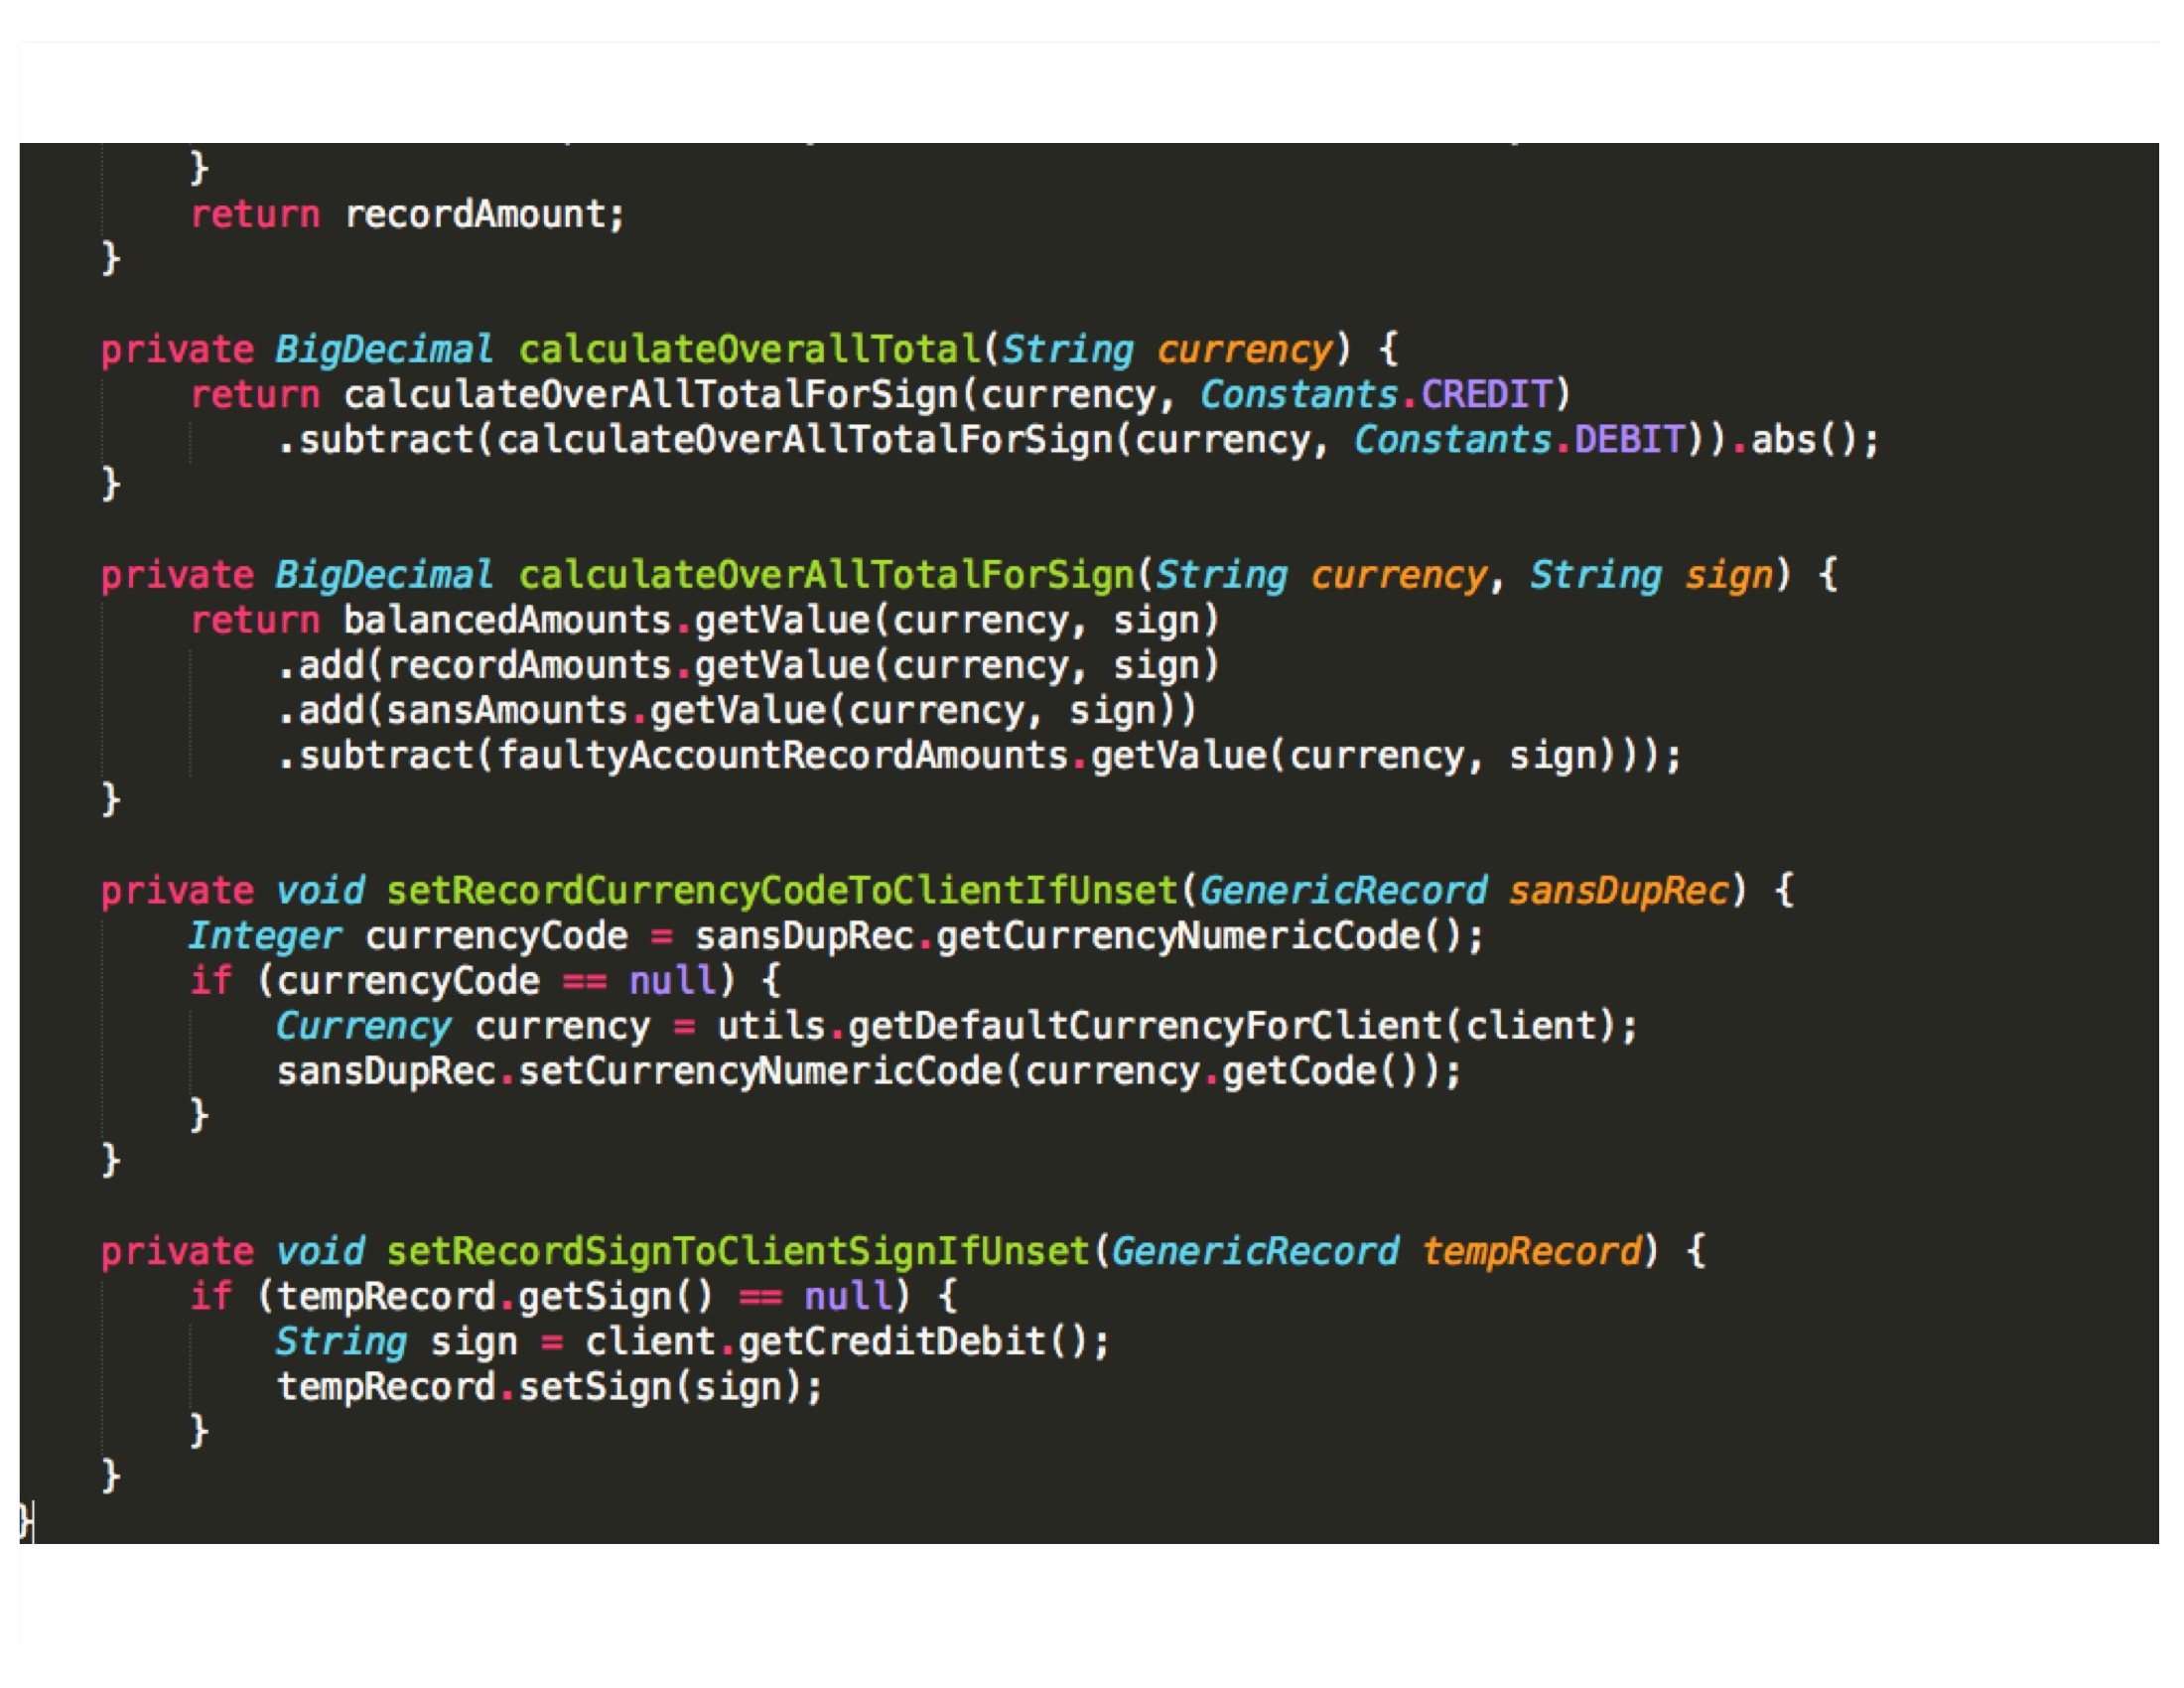 }
return recordAmount;
}
private BigDecimal calculateOverallTotal(String currency) {
return calculateOverAllTotalForSign(currency, Constants.CREDIT)
.subtract(calculateOverAllTotalForSign(currency, Constants.DEBIT)).abs();
}
private BigDecimal calculateOverAllTotalForSign(String currency, String sign) {
return balancedAmounts.getValue(currency, sign)
.add(recordAmounts.getValue(currency, sign)
.add(sansAmounts.getValue(currency, sign))
.subtract(faultyAccountRecordAmounts.getValue(currency, sign)));
}
private void setRecordCurrencyCodeToClientIfUnset(GenericRecord sansDupRec) {
Integer currencyCode = sansDupRec.getCurrencyNumericCode();
if (currencyCode == null) {
Currency currency = utils.getDefaultCurrencyForClient(client);
sansDupRec.setCurrencyNumericCode(currency.getCode());
}
}
private void setRecordSignToClientSignIfUnset(GenericRecord tempRecord) {
if (tempRecord.getSign() == null) {
String sign = client.getCreditDebit();
tempRecord.setSign(sign);
}
}
}